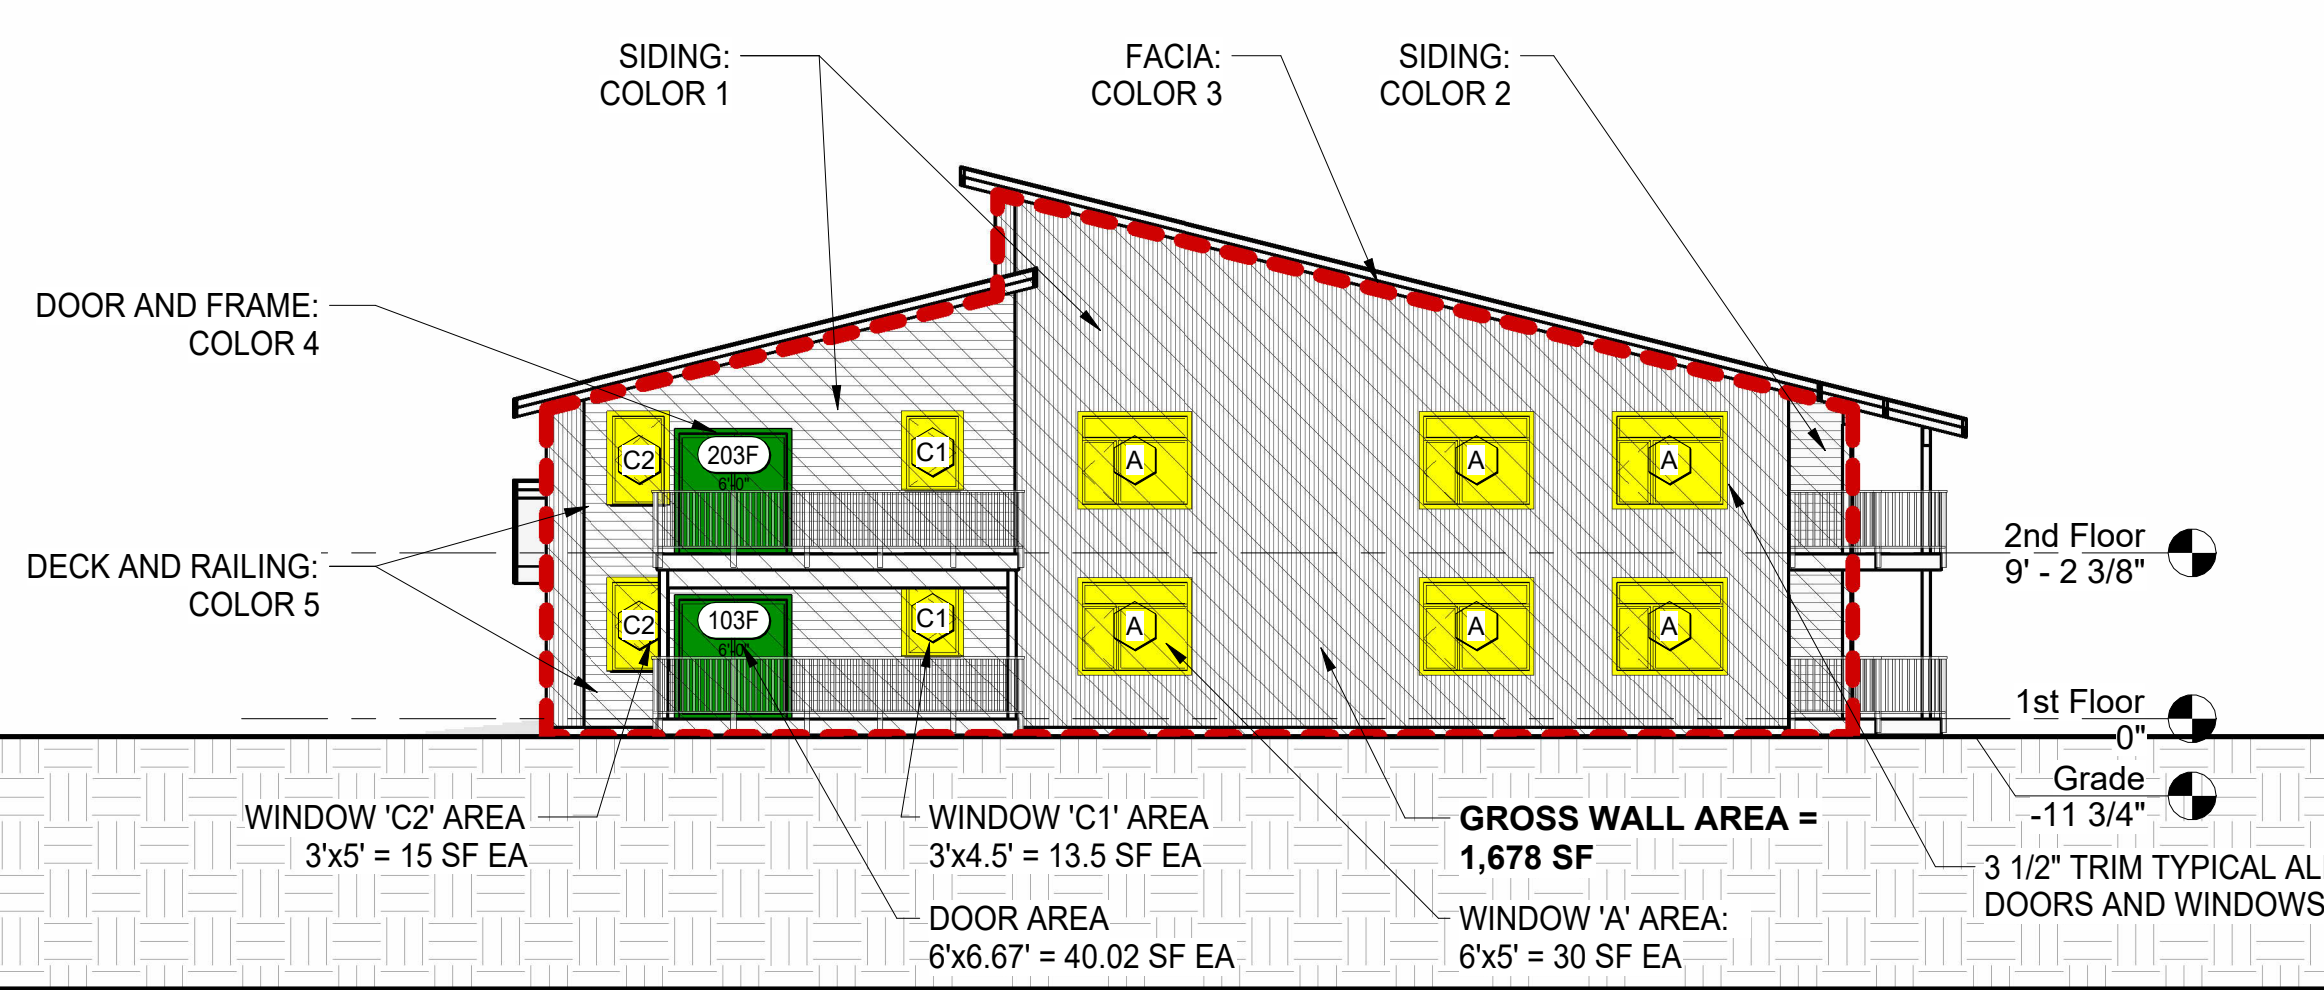 SIDING:
COLOR 1
FACIA:
COLOR 3
SIDING:
COLOR 2
DOOR AND FRAME:
COLOR 4
C2
203F
6'-0"
C1
A
A
A
DECK AND RAILING:
COLOR 5
2nd Floor
9' - 2 3/8"
C2
103F
6'-0"
C1
A
A
A
1st Floor
0"
Grade
-11 3/4"
WINDOW 'C2' AREA
3'x5' = 15 SF EA
WINDOW 'C1' AREA
3'x4.5' = 13.5 SF EA
GROSS WALL AREA =
1,678 SF
3 1/2" TRIM TYPICAL AL
DOORS AND WINDOWS
DOOR AREA
6'x6.67' = 40.02 SF EA
WINDOW 'A' AREA:
6'x5' = 30 SF EA